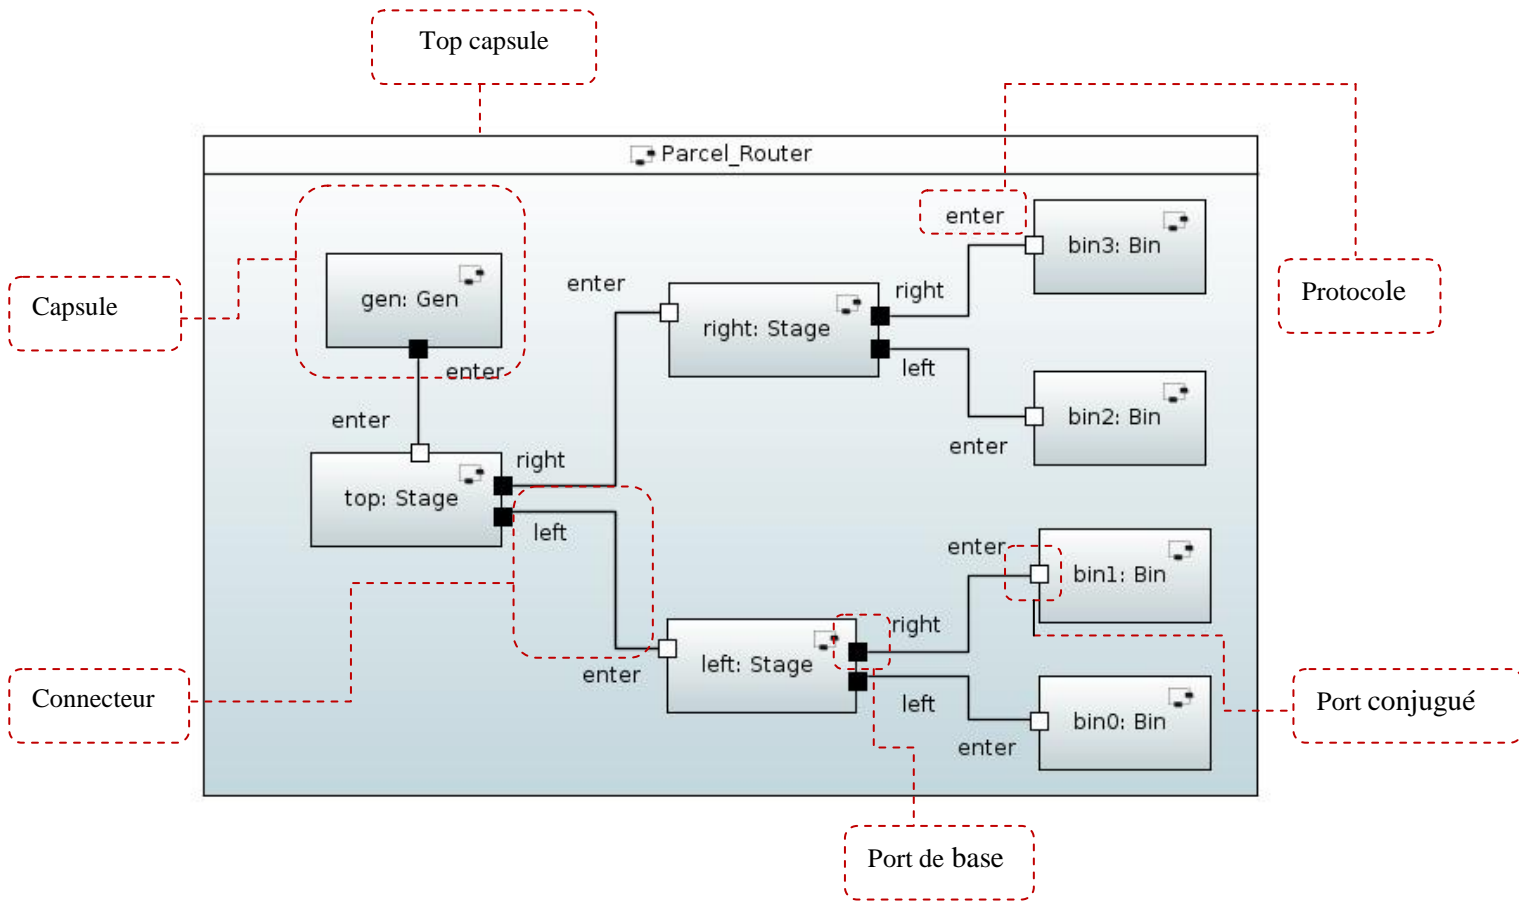 Top capsule
Parcel_Router
enter
bin3: Bin
Capsule
gen: Gen
enter
right
Protocole
right: Stage
enter
left
enter
bin2: Bin
enter
right
top: Stage
left
enter
bin1: Bin
right
left: Stage
enter
Connecteur
left
Port conjugué
bin0: Bin
enter
Port de base